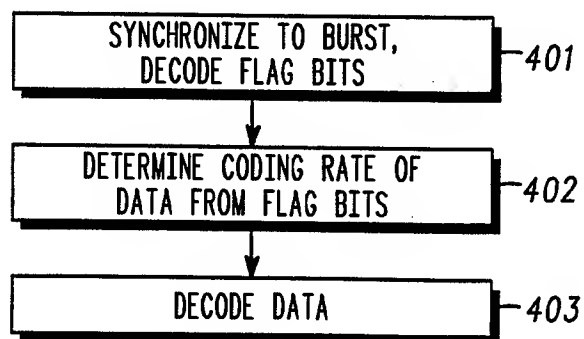 SYNCHRONIZE TO BURST,
DECODE FLAG BITS
401
DETERMINE CODING RATE OF
DATA FROM FLAG BITS
402
DECODE DATA
403